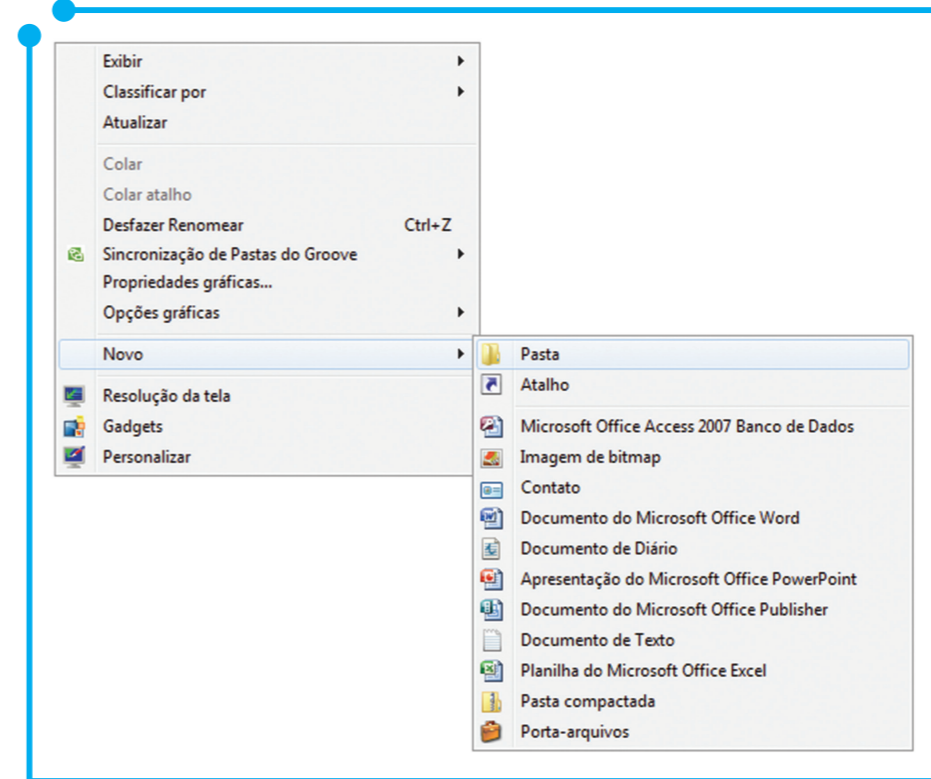 Exibir
Classificar por
Atualizar
Colar
Colar atalho
Desfazer Renomear Ctrl+Z
Sincronização de Pastas do Groove
Propriedades gráficas...
Opções gráficas
Novo
Resolução da tela
Gadgets
Personalizar
Pasta
Atalho
Microsoft Office Access 2007 Banco de Dados
Imagem de bitmap
Contato
Documento do Microsoft Office Word
Documento de Diário
Apresentação do Microsoft Office PowerPoint
Documento do Microsoft Office Publisher
Documento de Texto
Planilha do Microsoft Office Excel
Pasta compactada
Porta-arquivos